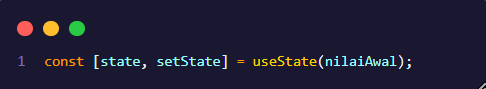 1 const [state, setState] = useState(nilaiAwal);